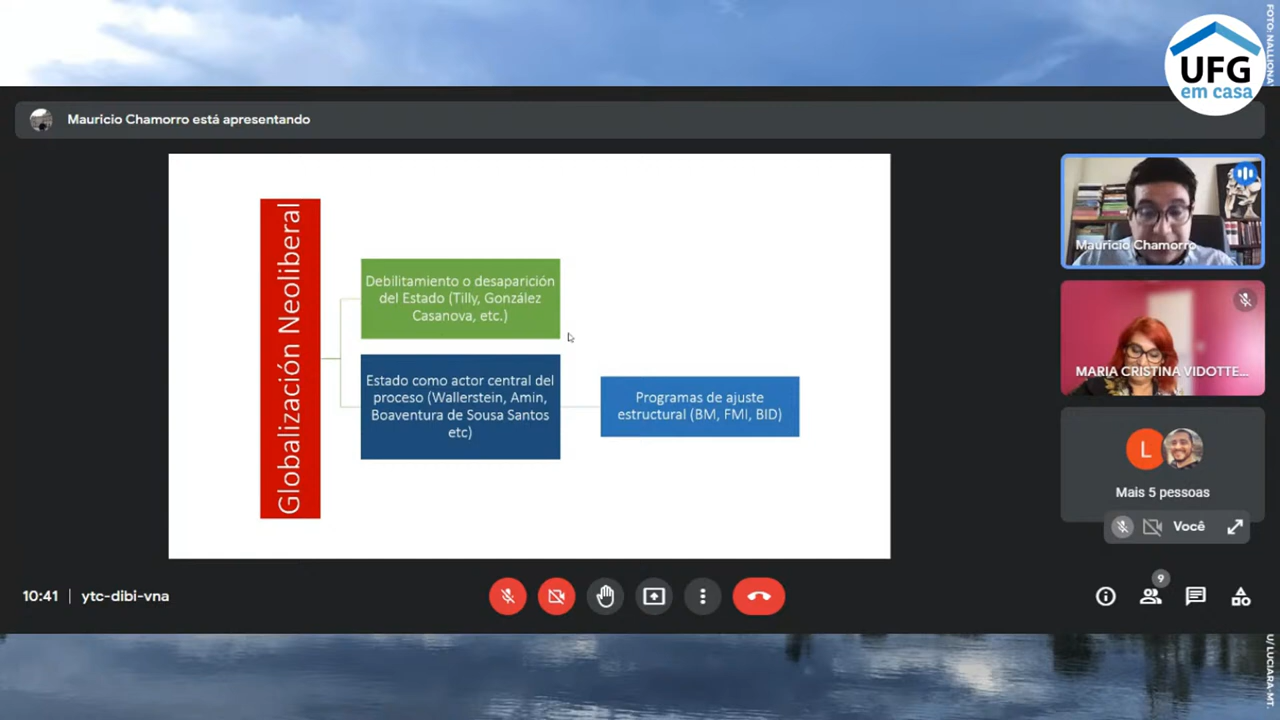 FOTO: NALLIONA
UFG
em casa
Mauricio Chamorro está apresentando
Globalización Neoliberal
Debilitamiento o desaparición
del Estado (Tilly, González
Casanova, etc.)
Estado como actor central del
proceso (Wallerstein, Amin,
Boaventura de Sousa Santos
etc)
Programas de ajuste
estructural (BM, FMI, BID)
Mauricio Chamorro
MARIA CRISTINA VIDOTTE...
L
Mais 5 pessoas
Você
10:41 | ytc-dibi-vna
9
U/ LUCIARA-MT.